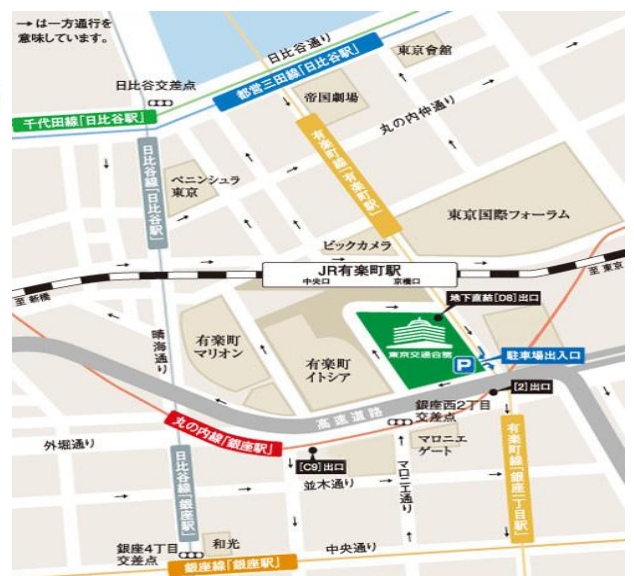 →は一方通行を
意味しています。
日比谷通り
東京會館
日比谷交差点
都営三田線「日比谷駅」
帝国劇場
千代田線「日比谷駅」
丸の内仲通り
日比谷線「日比谷駅」
ペニンシュラ
東京
有楽町線「有楽町駅」
東京国際フォーラム
ビックカメラ
JR有楽町駅
中央口
京橋口
至 新橋
至 東京
地下直結[D8]出口
晴海通り
有楽町
マリオン
有楽町
イトシア
東京交通会館
P
駐車場出入口
[2]出口
高速道路
銀座西2丁目
交差点
丸の内線「銀座駅」
外堀通り
マロニエ
ゲート
[C9]出口
並木通り
マロニエ通り
有楽町線「銀座一丁目駅」
日比谷線「銀座駅」
銀座4丁目
交差点
和光
中央通り
銀座線「銀座駅」